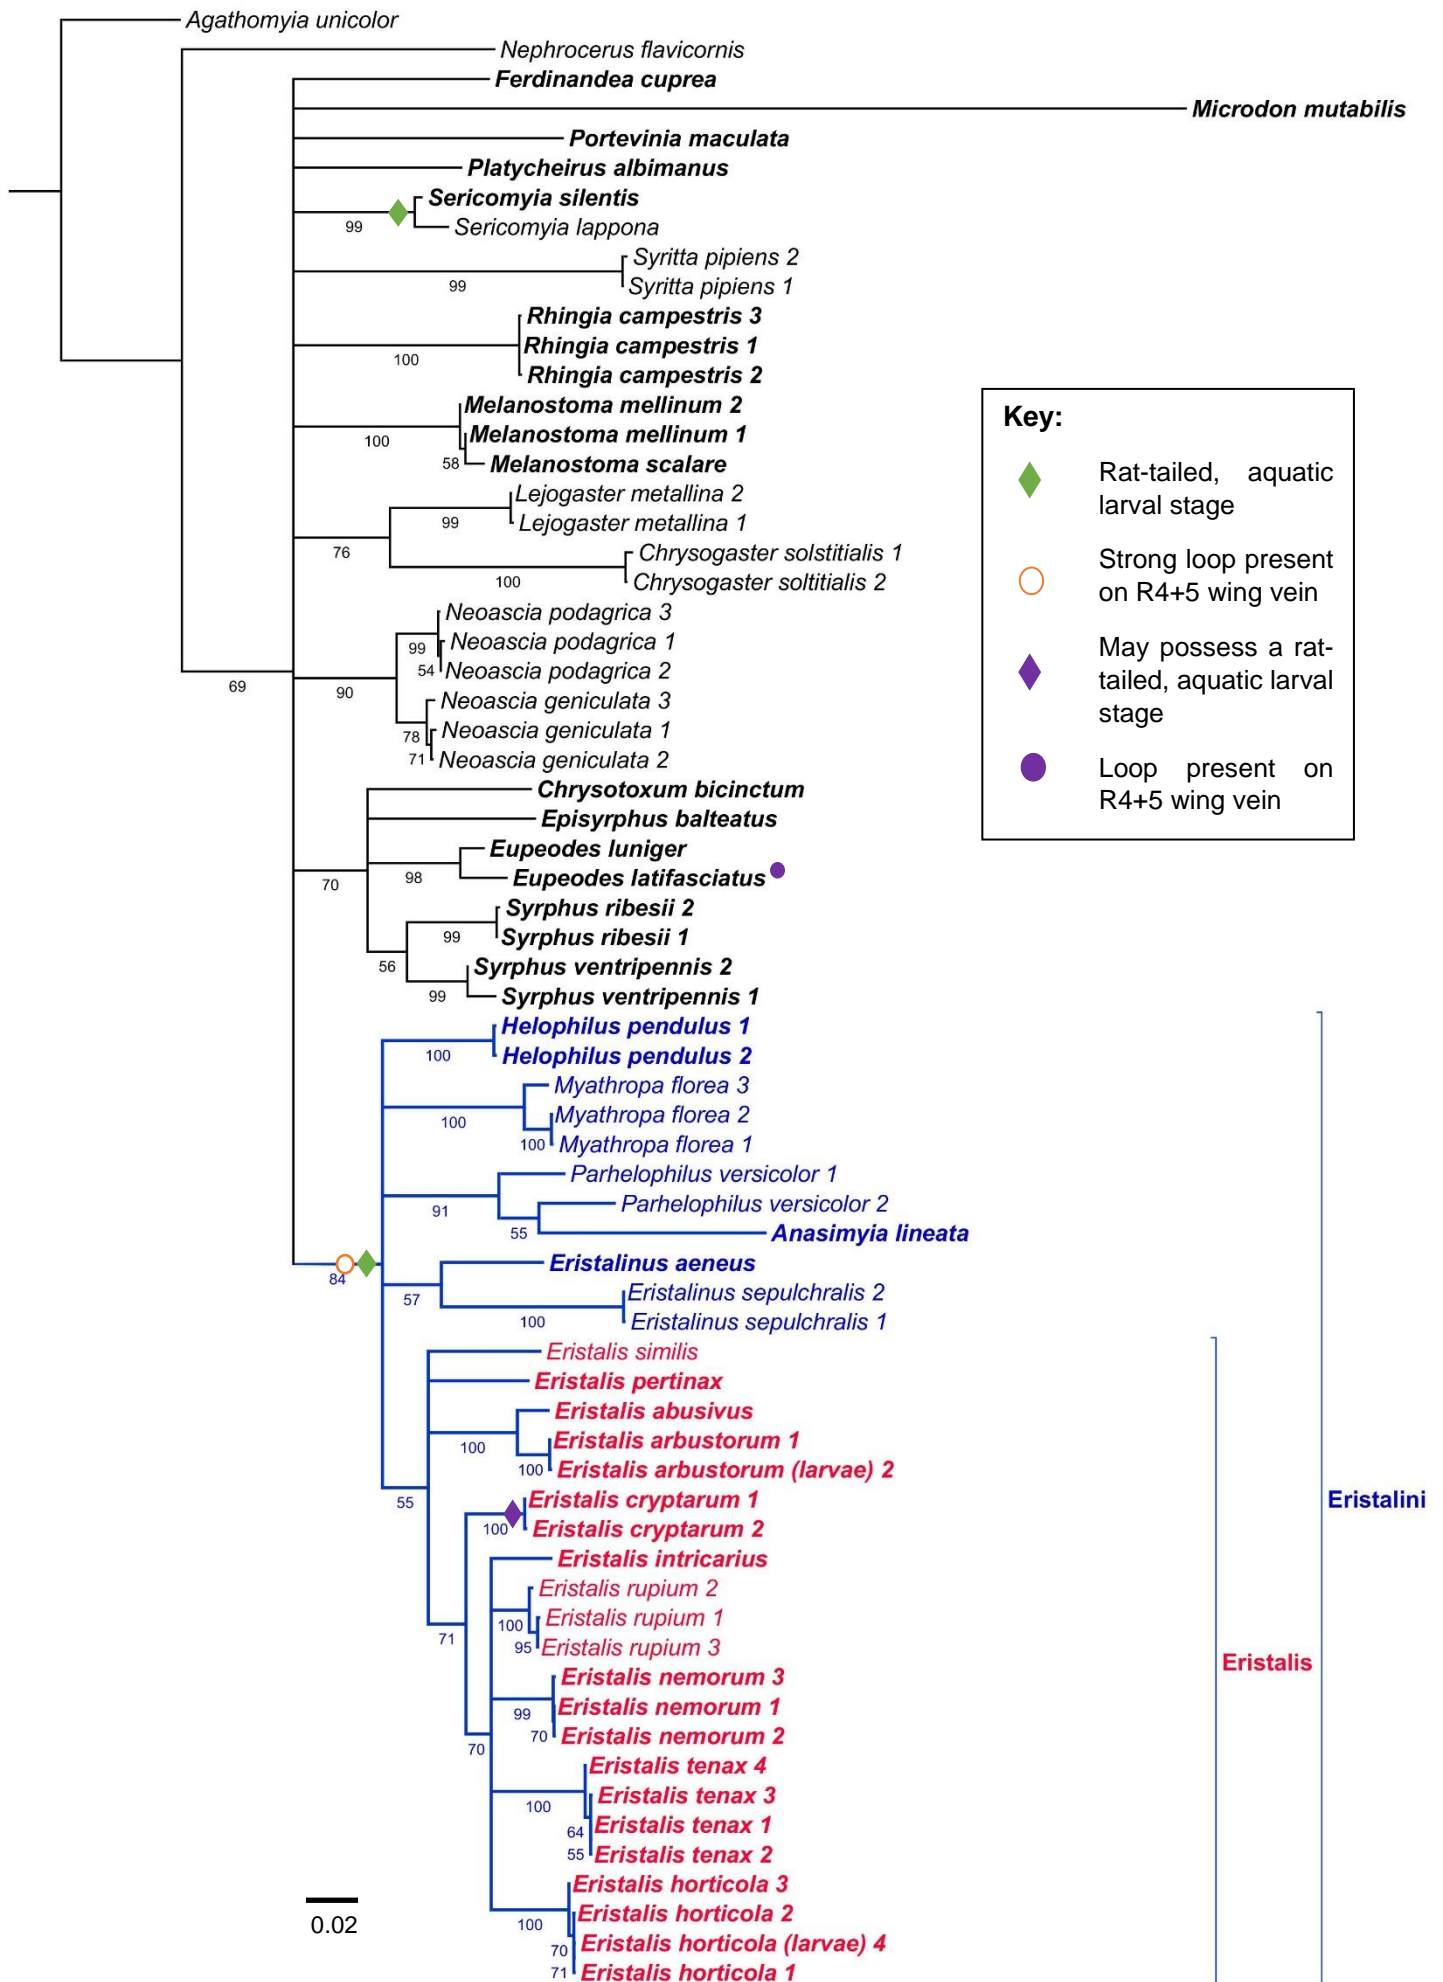 Agathomyia unicolor
Nephrocerus flavicornis
Ferdinandea cuprea
Microdon mutabilis
Portevinia maculata
Platycheirus albimanus
Sericomyia silentis
99
Sericomyia lappona
Syritta pipiens 2
99
Syritta pipiens 1
Rhingia campestris 3
Rhingia campestris 1
100
Rhingia campestris 2
Melanostoma mellinum 2
100
Melanostoma mellinum 1
58
Melanostoma scalare
Lejogaster metallina 2
99
Lejogaster metallina 1
76
Chrysogaster solstitialis 1
100
Chrysogaster soltitialis 2
Neoascia podagrica 3
99
Neoascia podagrica 1
54
Neoascia podagrica 2
69
90
Neoascia geniculata 3
78
Neoascia geniculata 1
71
Neoascia geniculata 2
Chrysotoxum bicinctum
Episyrphus balteatus
Eupeodes luniger
70
98
Eupeodes latifasciatus
Syrphus ribesii 2
99
Syrphus ribesii 1
56
Syrphus ventripennis 2
99
Syrphus ventripennis 1
Helophilus pendulus 1
100
Helophilus pendulus 2
Myathropa florea 3
100
Myathropa florea 2
100
Myathropa florea 1
Parhelophilus versicolor 1
91
Parhelophilus versicolor 2
55
Anasimyia lineata
84
Eristalinus aeneus
57
Eristalinus sepulchralis 2
100
Eristalinus sepulchralis 1
Eristalis similis
Eristalis pertinax
Eristalis abusivus
100
Eristalis arbustorum 1
100
Eristalis arbustorum (larvae) 2
55
Eristalis cryptarum 1
100
Eristalis cryptarum 2
Eristalis intricarius
Eristalis rupium 2
100
Eristalis rupium 1
71
95
Eristalis rupium 3
Eristalis nemorum 3
99
Eristalis nemorum 1
70
Eristalis nemorum 2
70
Eristalis tenax 4
100
Eristalis tenax 3
64
Eristalis tenax 1
55
Eristalis tenax 2
Eristalis horticola 3
100
Eristalis horticola 2
70
Eristalis horticola (larvae) 4
71
Eristalis horticola 1
0.02
Key:
Rat-tailed, aquatic
larval stage
Strong loop present
on R4+5 wing vein
May possess a rat-
tailed, aquatic larval
stage
Loop present on
R4+5 wing vein
Eristalini
Eristalis